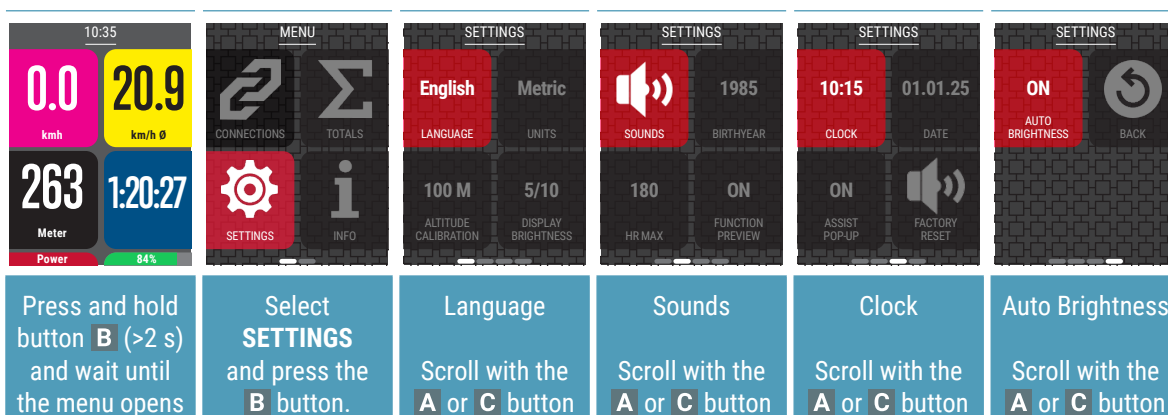 10:35
0.0
20.9
kmh
km/h Ø
263
1:20:27
Meter
Power
84%
Press and hold
button B (>2 s)
and wait until
the menu opens
MENU
CONNECTIONS
TOTALS
SETTINGS
INFO
Select
SETTINGS
and press the
B button.
SETTINGS
English
Metric
LANGUAGE
UNITS
100 M
5/10
ALTITUDE
CALIBRATION
DISPLAY
BRIGHTNESS
Language
Scroll with the
A or C button
SETTINGS
1985
SOUNDS
BIRTHYEAR
180
ON
HR MAX
FUNCTION
PREVIEW
Sounds
Scroll with the
A or C button
SETTINGS
10:15
01.01.25
CLOCK
DATE
ON
ASSIST
POP-UP
FACTORY
RESET
Clock
Scroll with the
A or C button
SETTINGS
ON
AUTO
BRIGHTNESS
BACK
Auto Brightness
Scroll with the
A or C button